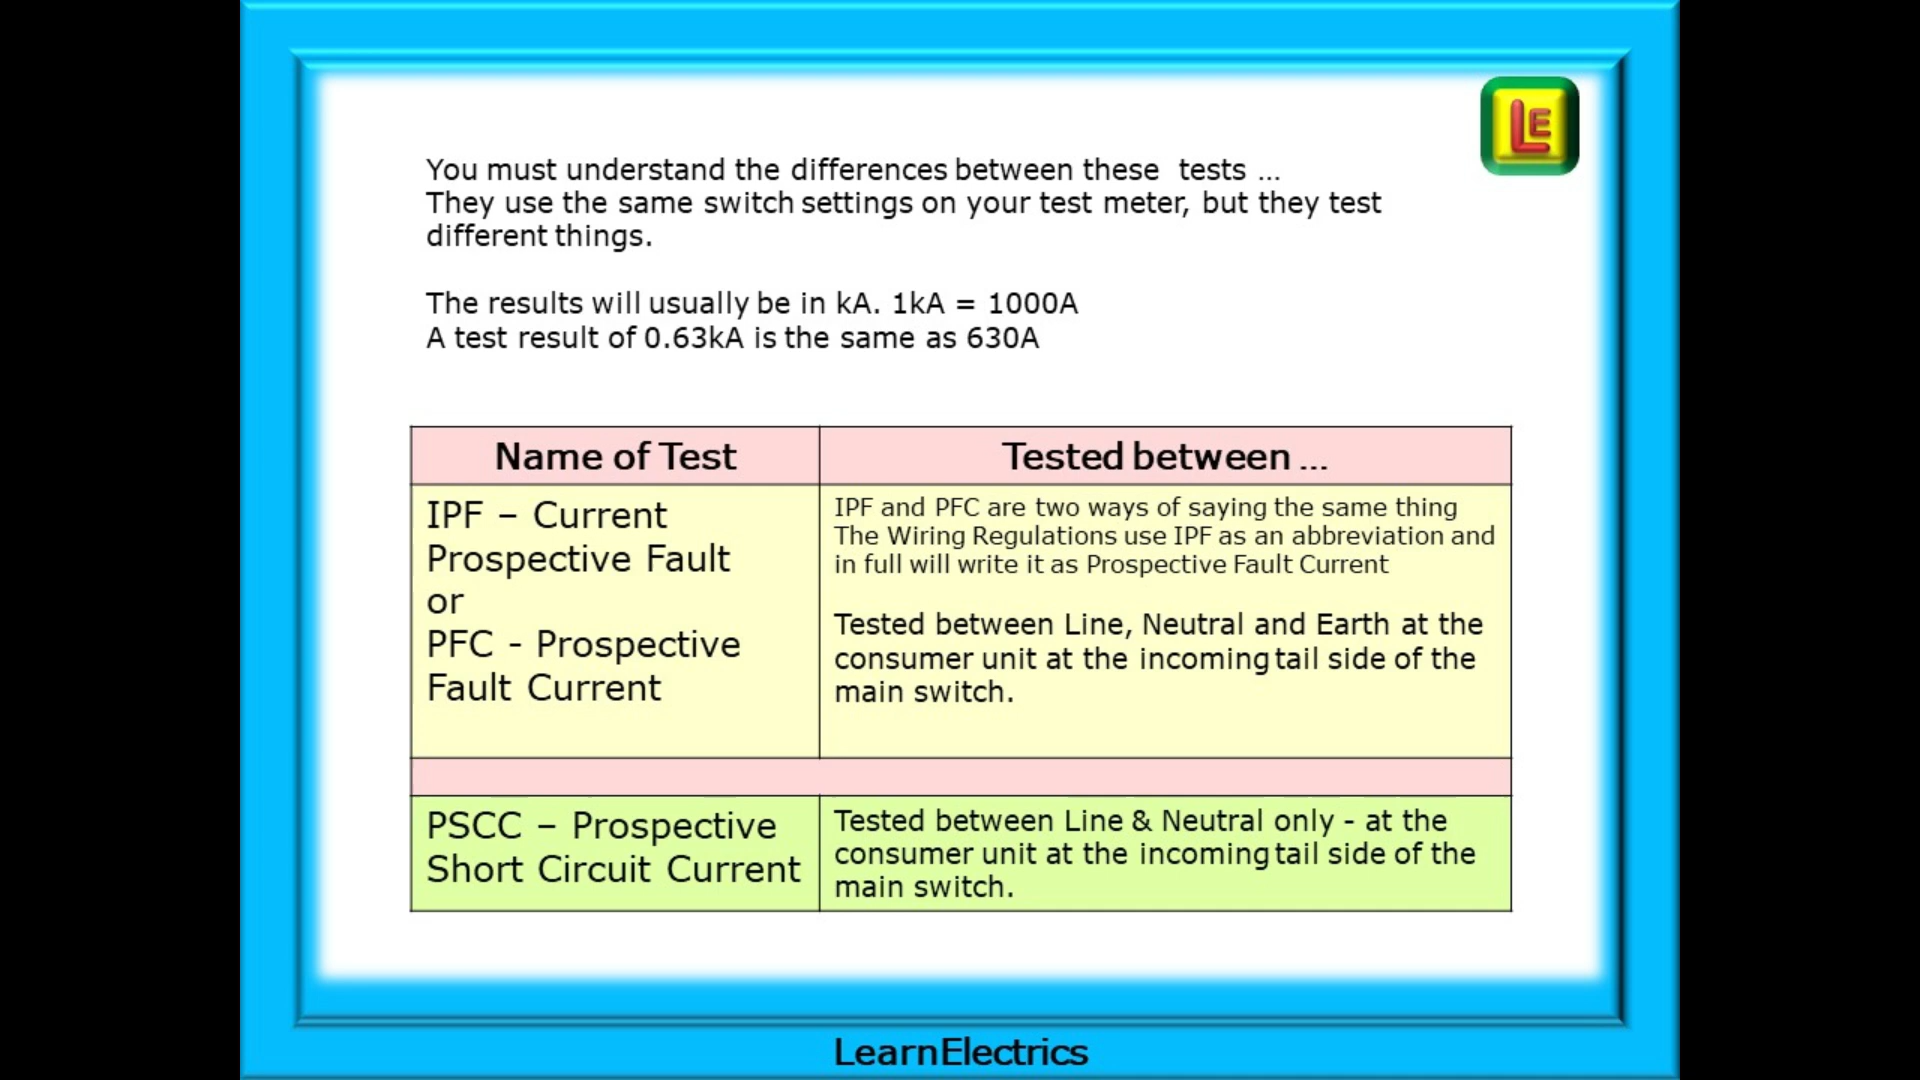 LE
You must understand the differences between these tests ...
They use the same switch settings on your test meter, but they test
different things.
The results will usually be in kA. 1kA = 1000A
A test result of 0.63kA is the same as 630A
Name of Test
Tested between ...
IPF – Current
Prospective Fault
or
PFC - Prospective
Fault Current
IPF and PFC are two ways of saying the same thing
The Wiring Regulations use IPF as an abbreviation and
in full will write it as Prospective Fault Current
Tested between Line, Neutral and Earth at the
consumer unit at the incoming tail side of the
main switch.
PSCC – Prospective
Short Circuit Current
Tested between Line & Neutral only - at the
consumer unit at the incoming tail side of the
main switch.
LearnElectrics